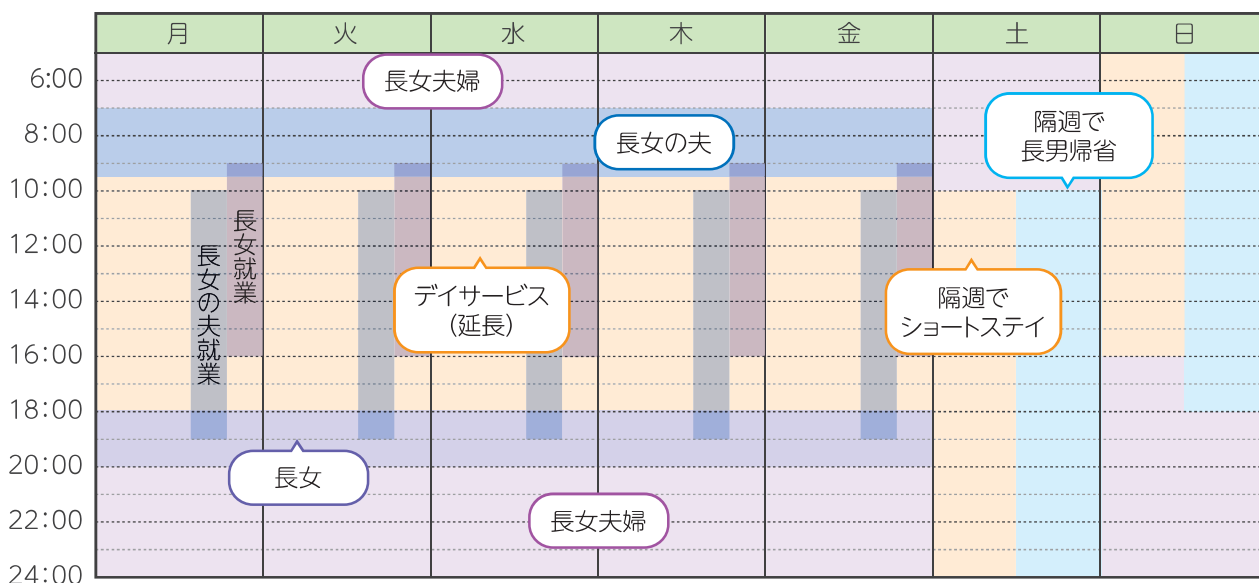 月 火 水 木 金 土 日
6:00
8:00
10:00
12:00
14:00
16:00
18:00
20:00
22:00
24:00
長女夫婦
長女の夫
隔週で
長男帰省
長女の夫就業
長女就業
デイサービス
(延長)
隔週で
ショートステイ
長女
長女夫婦